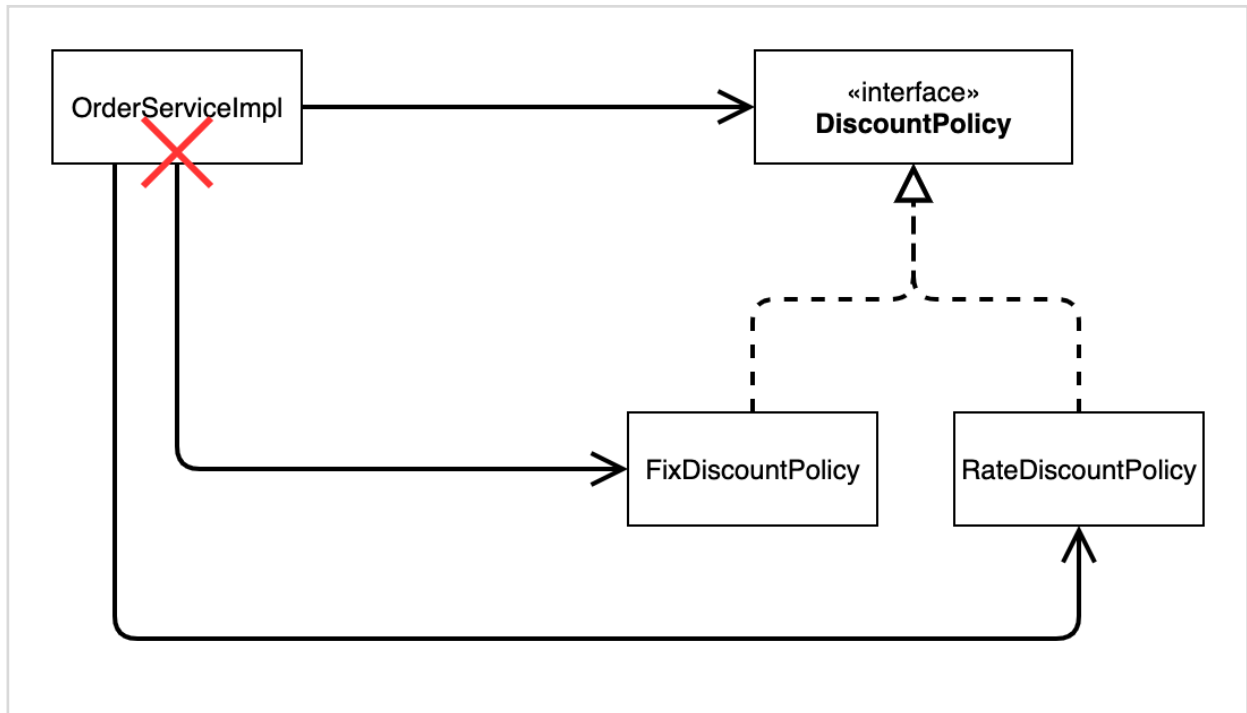 OrderServiceImpl
«interface»
DiscountPolicy
FixDiscountPolicy
RateDiscountPolicy